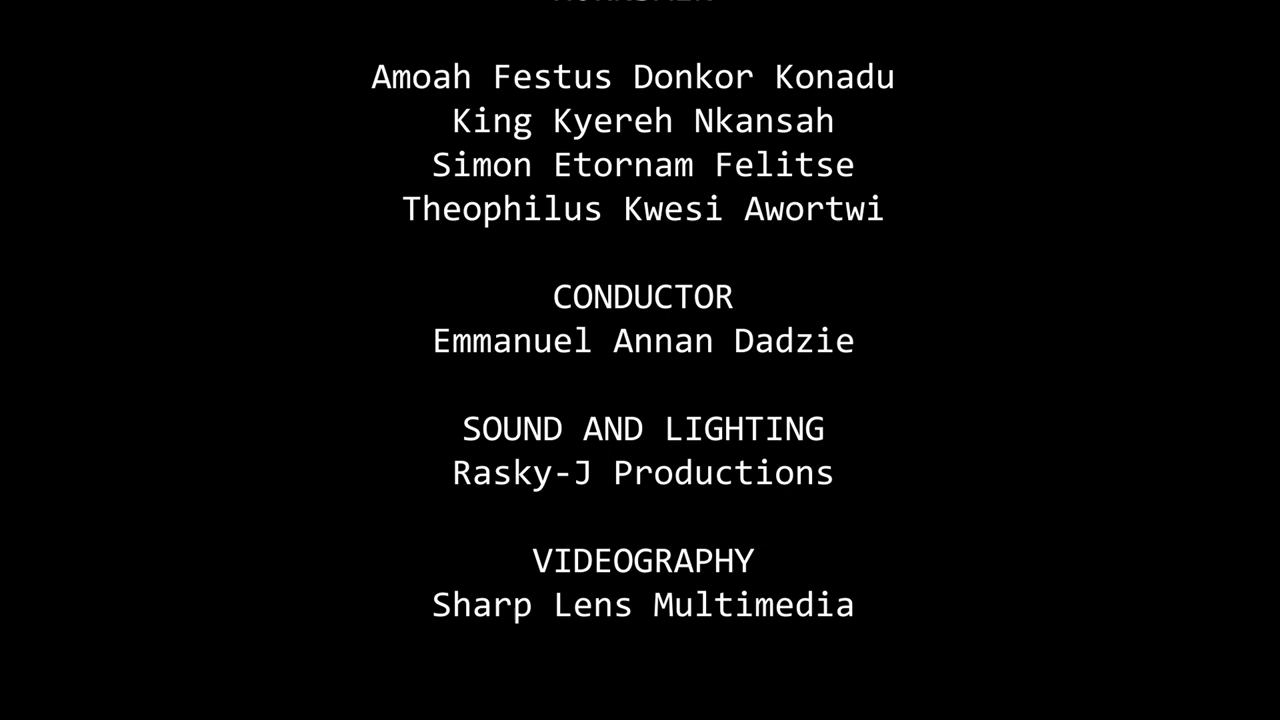 Amoah Festus Donkor Konadu
King Kyereh Nkansah
Simon Etornam Felitse
Theophilus Kwesi Awortwi
CONDUCTOR
Emmanuel Annan Dadzie
SOUND AND LIGHTING
Rasky-J Productions
VIDEOGRAPHY
Sharp Lens Multimedia